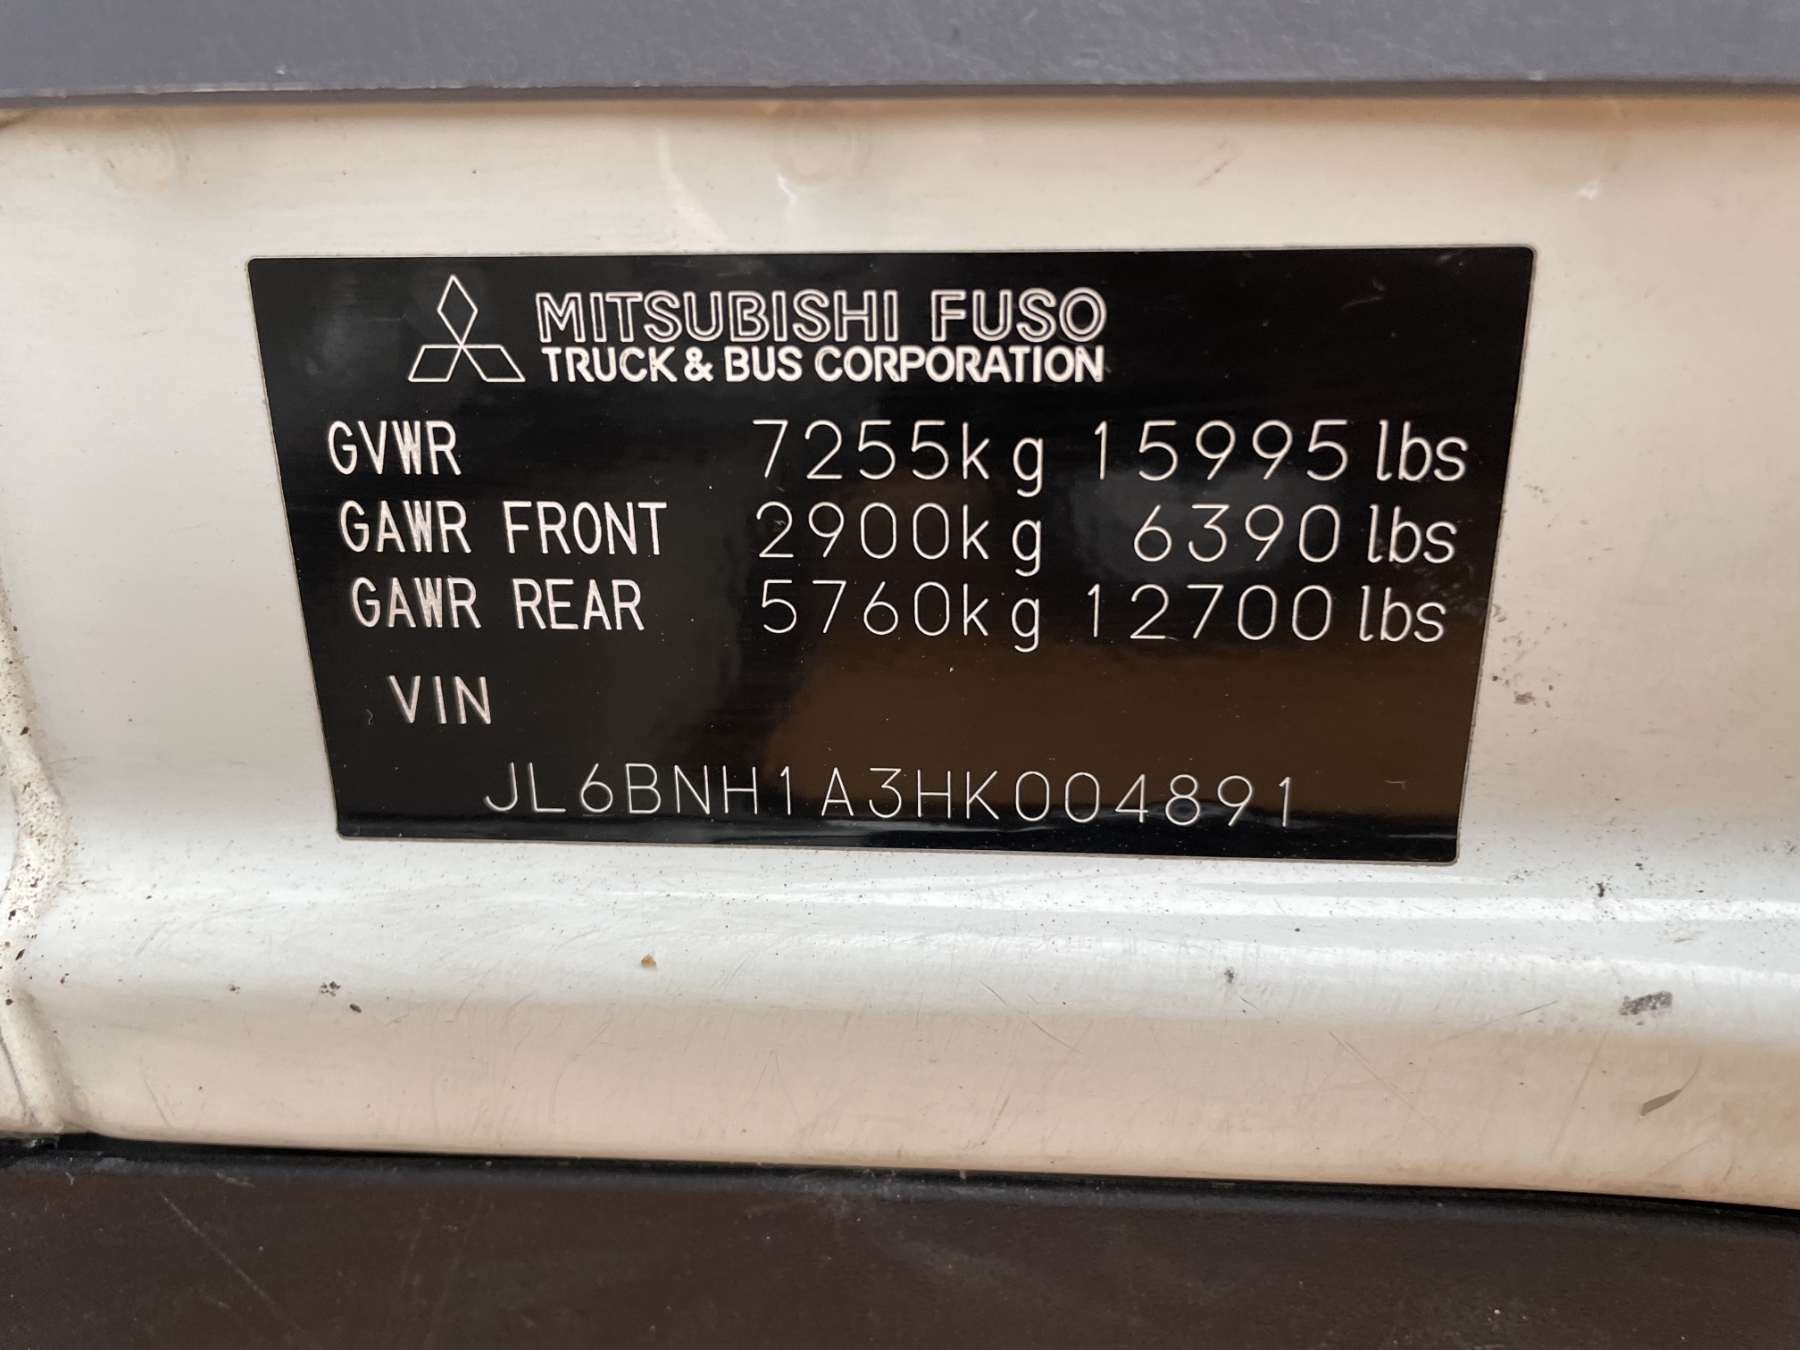 MITSUBISHI FUSO
TRUCK & BUS CORPORATION
GVWR 7255kg 15995 lbs
GAWR FRONT 2900kg 6390 lbs
GAWR REAR 5760kg 12700 lbs
VIN
JL6BNH1A3HK004891